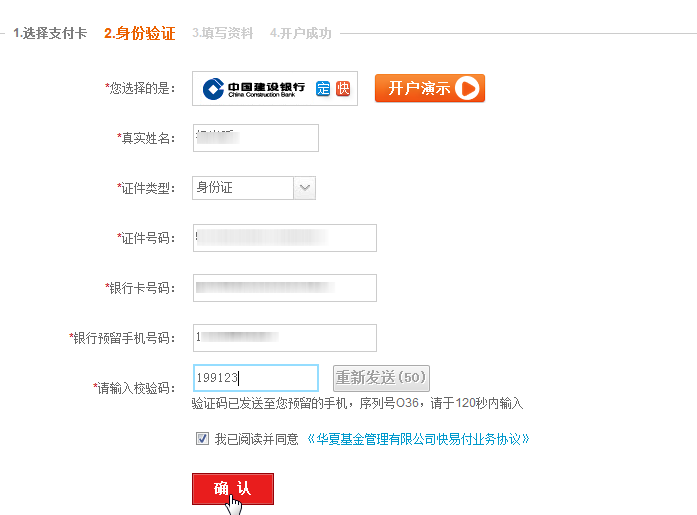 1.选择支付卡 2.身份验证 3.填写资料 4.开户成功
*您选择的是： 中国建设银行 China Construction Bank 定 快 开户演示
*真实姓名：
*证件类型： 身份证
*证件号码：
*银行卡号码：
*银行预留手机号码： 1
*请输入校验码： 199123 重新发送(50)
验证码已发送至您预留的手机，序列号036，请于120秒内输入
我已阅读并同意 《华夏基金管理有限公司快易付业务协议》
确 认